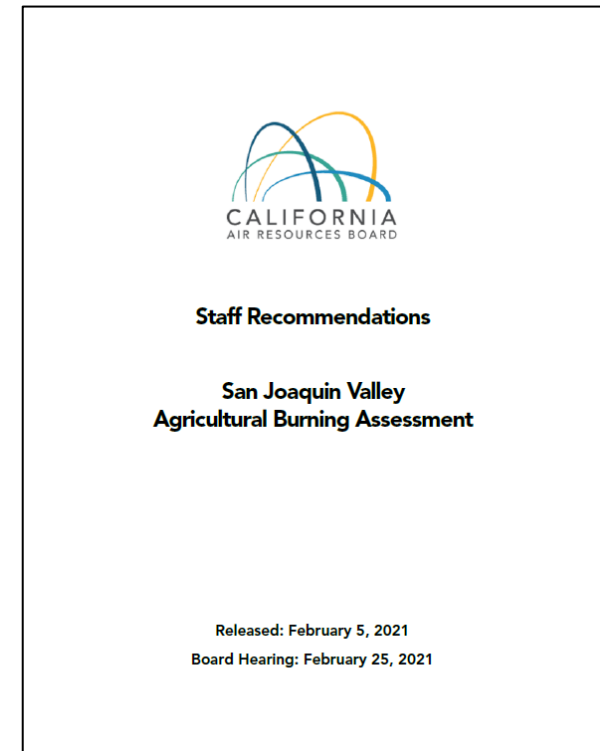 CALIFORNIA
AIR RESOURCES BOARD
Staff Recommendations
San Joaquin Valley
Agricultural Burning Assessment
Released: February 5, 2021
Board Hearing: February 25, 2021